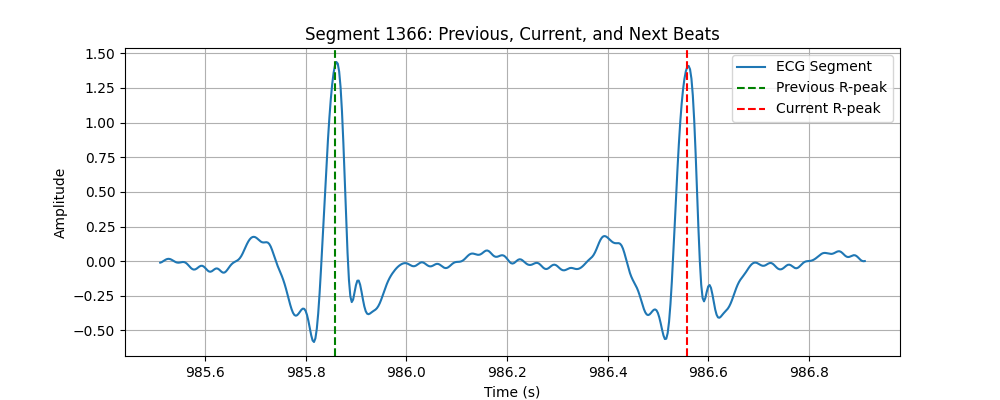 Segment 1366: Previous, Current, and Next Beats
ECG Segment
Previous R-peak
Current R-peak
1.50
1.25
1.00
0.75
0.50
0.25
0.00
−0.25
−0.50
Amplitude
985.6 985.8 986.0 986.2 986.4 986.6 986.8
Time (s)